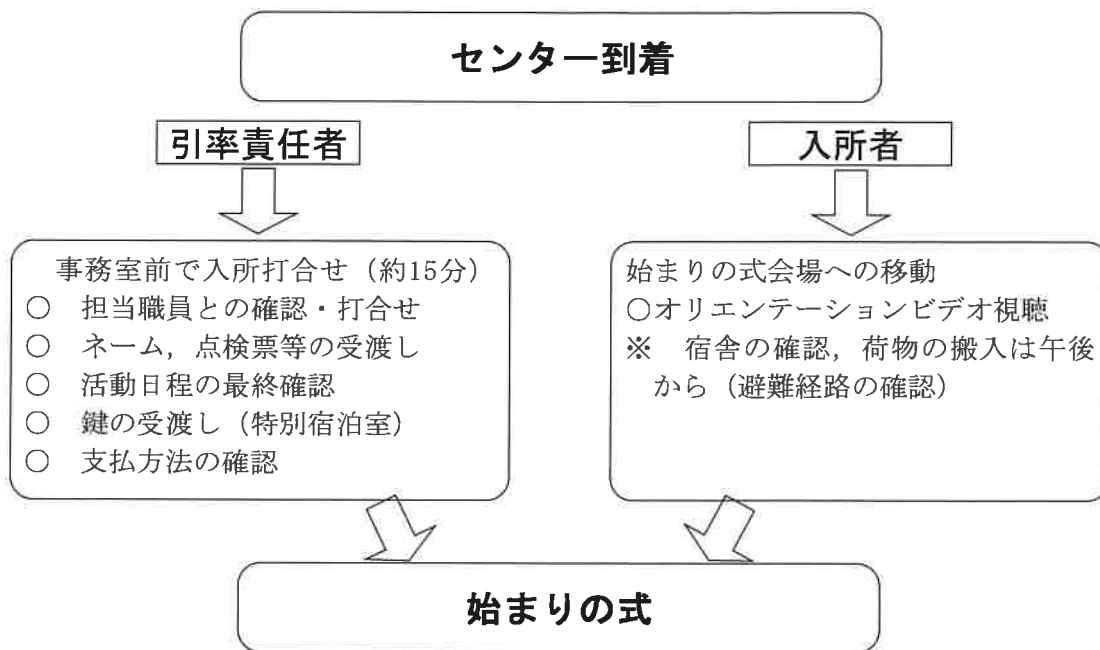 センター到着
引率責任者
事務室前で入所打合せ（約15分）
○　担当職員との確認・打合せ
○　ネーム，点検票等の受渡し
○　活動日程の最終確認
○　鍵の受渡し（特別宿泊室）
○　支払方法の確認
入所者
始まりの式会場への移動
○オリエンテーションビデオ視聴
※　宿舎の確認，荷物の搬入は午後
から（避難経路の確認）
始まりの式